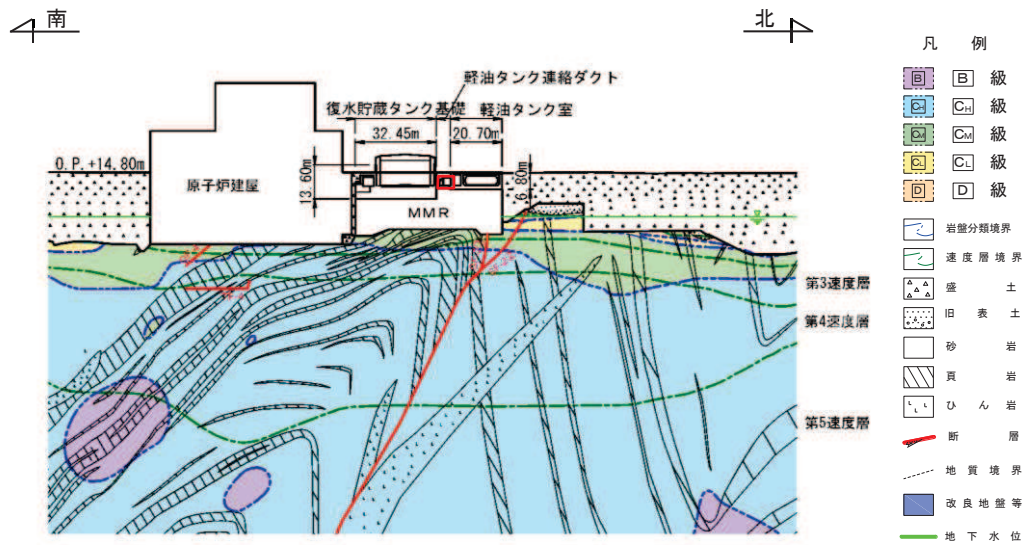 南
北
軽油タンク連絡ダクト
復水貯蔵タンク基礎
軽油タンク室
32.45m
20.70m
O.P.+14.80m
原子炉建屋
13.60m
6.80m
MMR
第3速度層
第4速度層
第5速度層
凡 例
B B 級
CH CH 級
CM CM 級
CL CL 級
D D 級
岩盤分類境界
速度層境界
盛土
旧表土
砂岩
頁岩
ひん岩
断層
地質境界
改良地盤等
地下水位